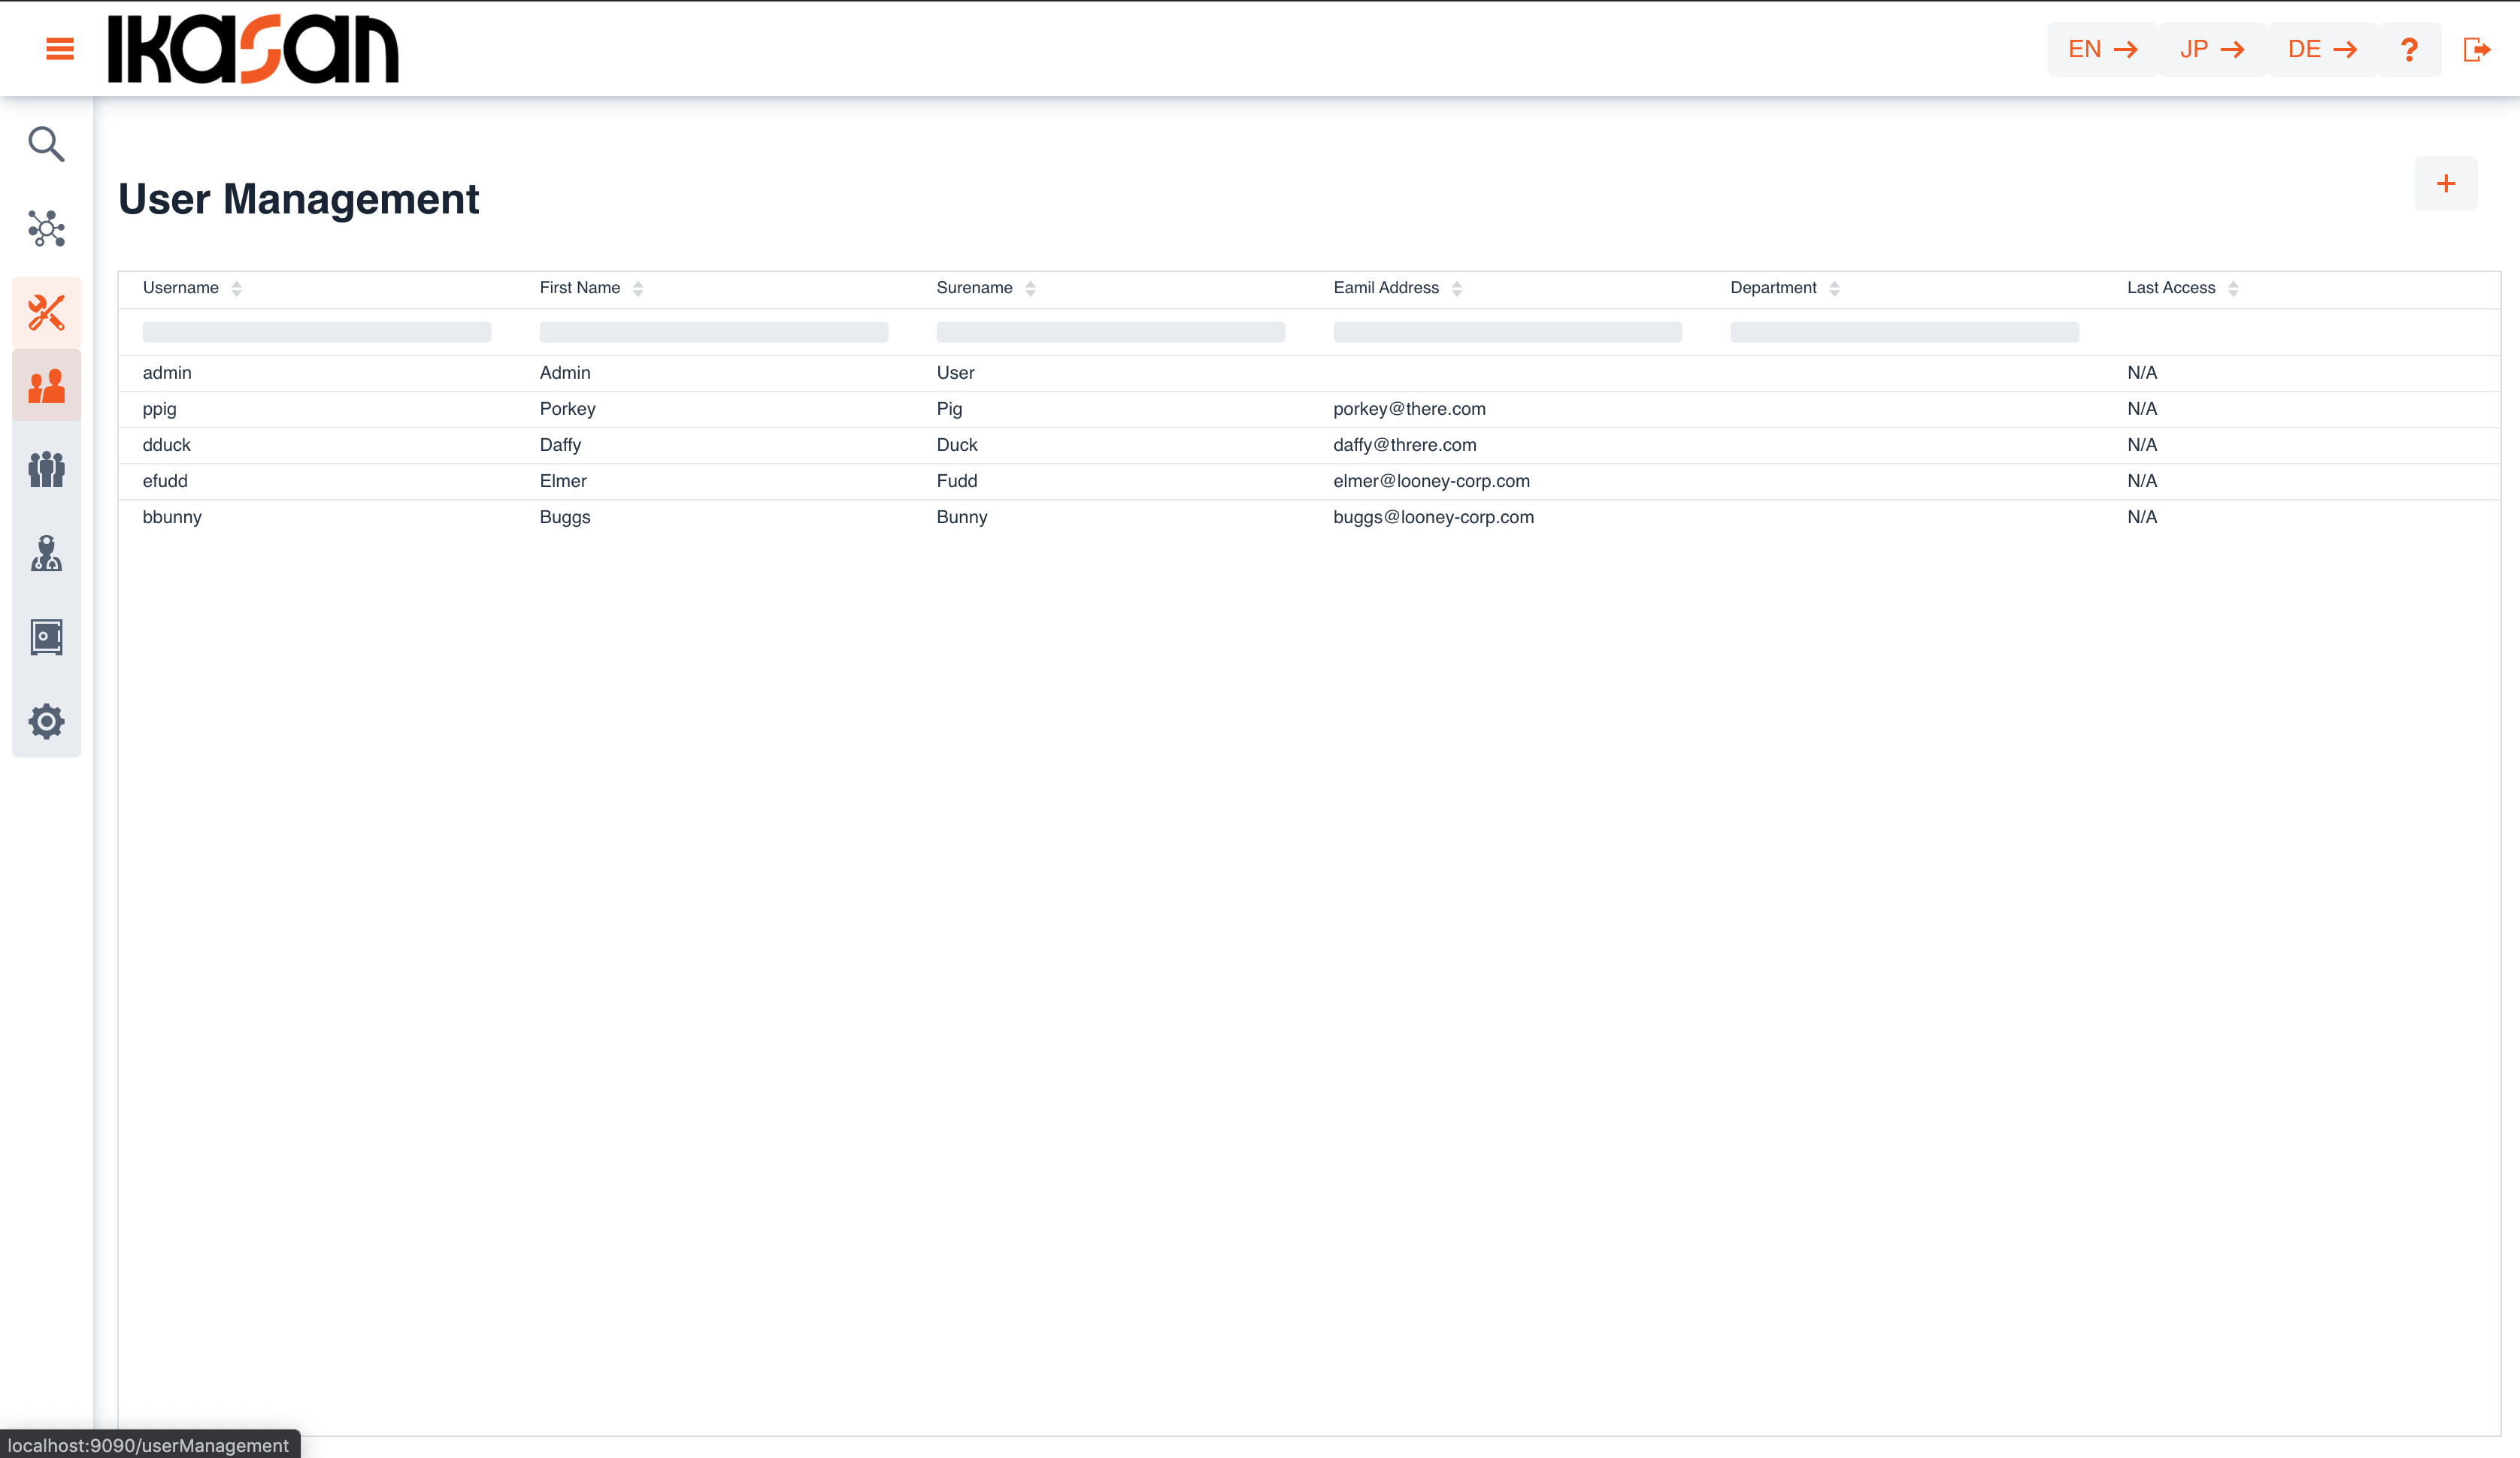 IKASAN
EN JP DE ?
User Management
+
Username First Name Surename Eamil Address Department Last Access
admin Admin User N/A
ppig Porkey Pig porkey@there.com N/A
dduck Daffy Duck daffy@threre.com N/A
efudd Elmer Fudd elmer@looney-corp.com N/A
bbunny Buggs Bunny buggs@looney-corp.com N/A
localhost:9090/userManagement